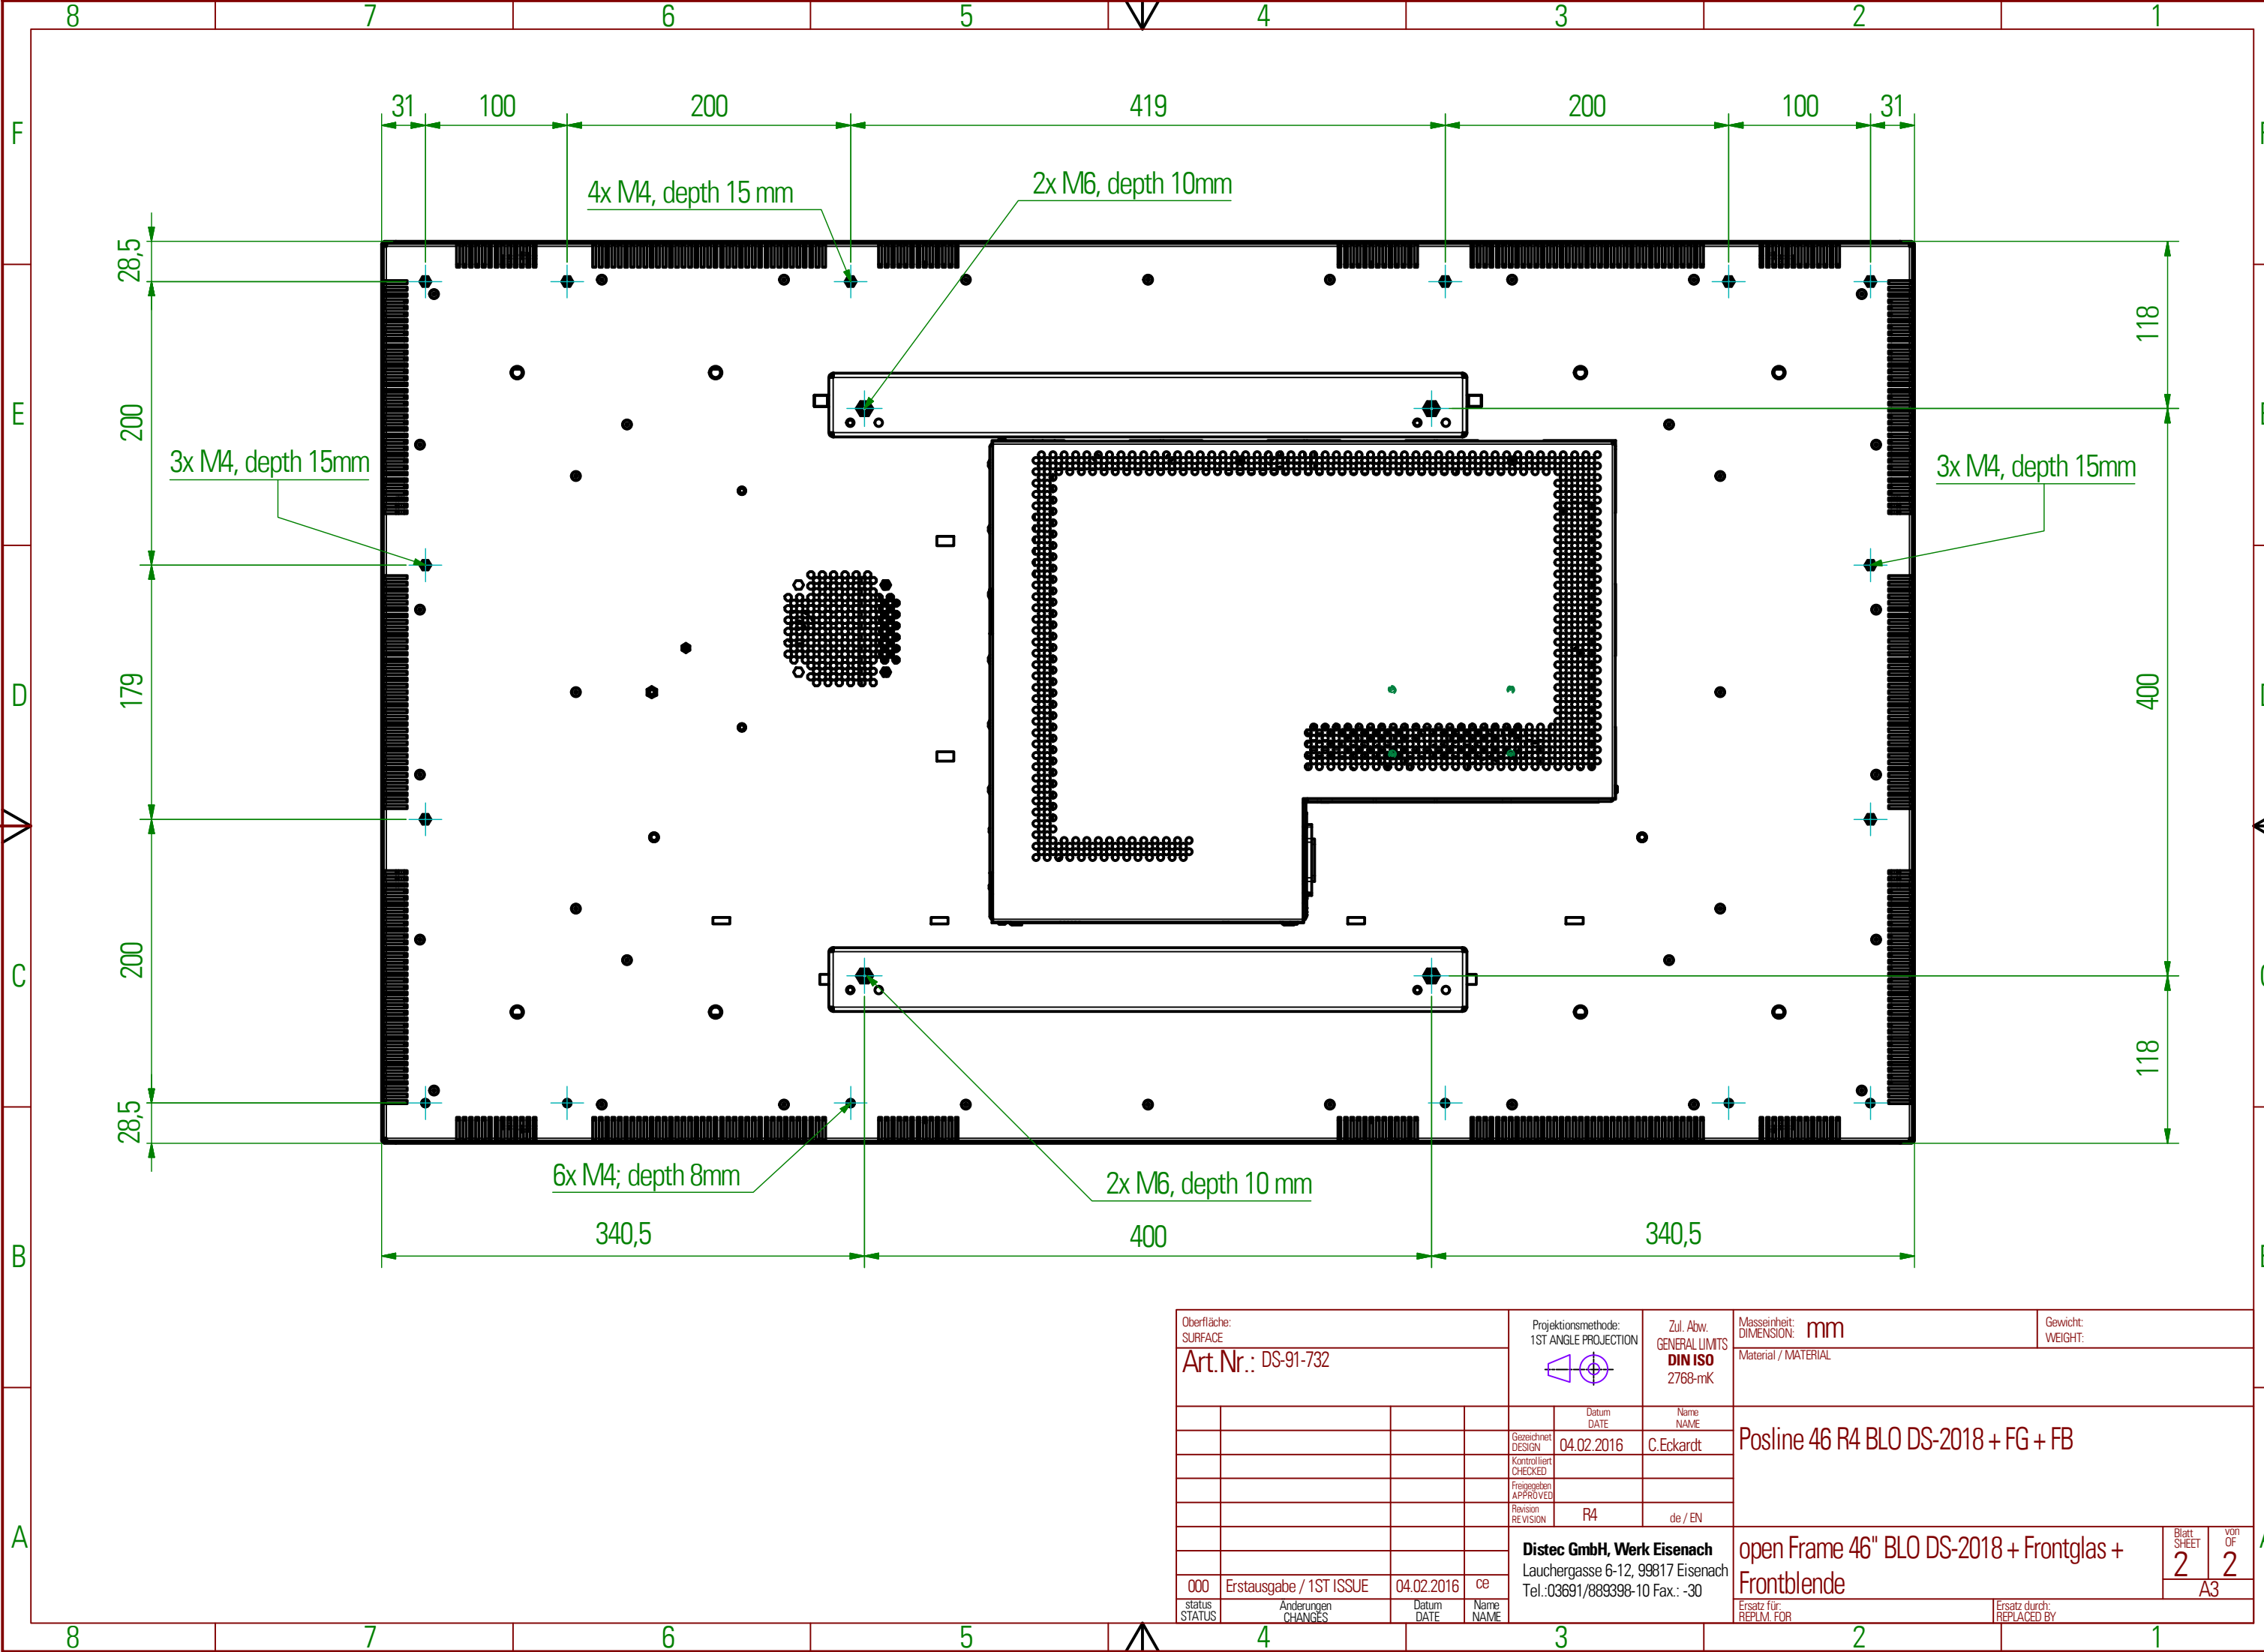 8 7 6 5 4 3 2 1
31 100 200 419 200 100 31
F
4x M4, depth 15 mm
2x M6, depth 10mm
28,5
118
E
200
3x M4, depth 15mm
3x M4, depth 15mm
D
179
400
C
200
118
28,5
6x M4; depth 8mm
2x M6, depth 10 mm
340,5 400 340,5
B
A
Oberfläche:
SURFACE
Art.Nr.: DS-91-732
Projektionsmethode:
1ST ANGLE PROJECTION
Zul. Abw.
GENERAL LIMITS
DIN ISO
2768-mK
Masseinheit:
DIMENSION: mm
Gewicht:
WEIGHT:
Material / MATERIAL
Datum
DATE
Name
NAME
Gezeichnet
DESIGN
04.02.2016 C.Eckardt
Kontrolliert
CHECKED
Freigegeben
APPROVED
Revision
REVISION
R4 de / EN
Posline 46 R4 BLO DS-2018 + FG + FB
Distec GmbH, Werk Eisenach
Lauchergasse 6-12, 99817 Eisenach
Tel.:03691/889398-10 Fax.: -30
open Frame 46" BLO DS-2018 + Frontglas +
Frontblende
Blatt
SHEET
2
von
OF
2
A3
000 Erstausgabe / 1ST ISSUE 04.02.2016 ce
status
STATUS
Änderungen
CHANGES
Datum
DATE
Name
NAME
Ersatz für:
REPLM. FOR
Ersatz durch:
REPLACED BY
8 7 6 5 4 3 2 1